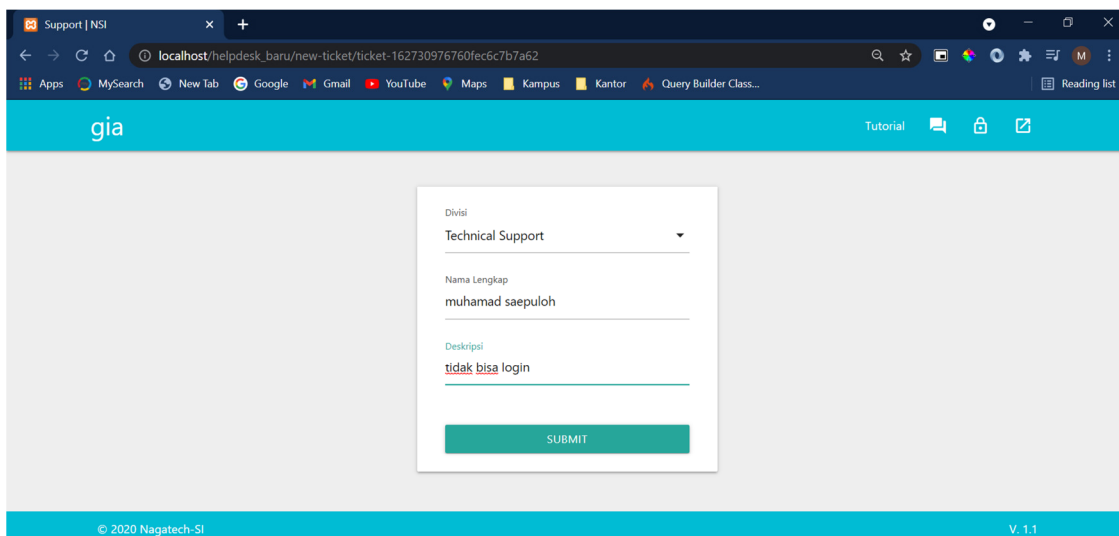 Support | NSI
localhost/helpdesk_baru/new-ticket/ticket-162730976760fec6c7b7a62
M
Apps MySearch New Tab Google Gmail YouTube Maps Kampus Kantor Query Builder Class... Reading list
gia Tutorial
Divisi
Technical Support
Nama Lengkap
muhamad saepuloh
Deskripsi
tidak bisa login
SUBMIT
© 2020 Nagatech-SI V. 1.1